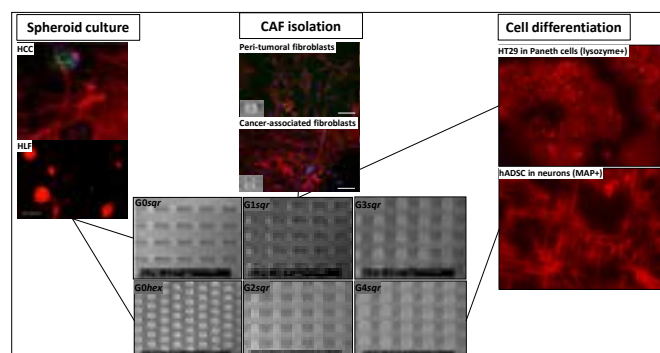 Spheroid culture
CAF isolation
Cell differentiation
HCC
Peri-tumoral fibroblasts
HT29 in Paneth cells (lysozyme+)
Cancer-associated fibroblasts
HLF
hADSC in neurons (MAP+)
G0sqr
G1sqr
G3sqr
G0hex
G2sqr
G4sqr